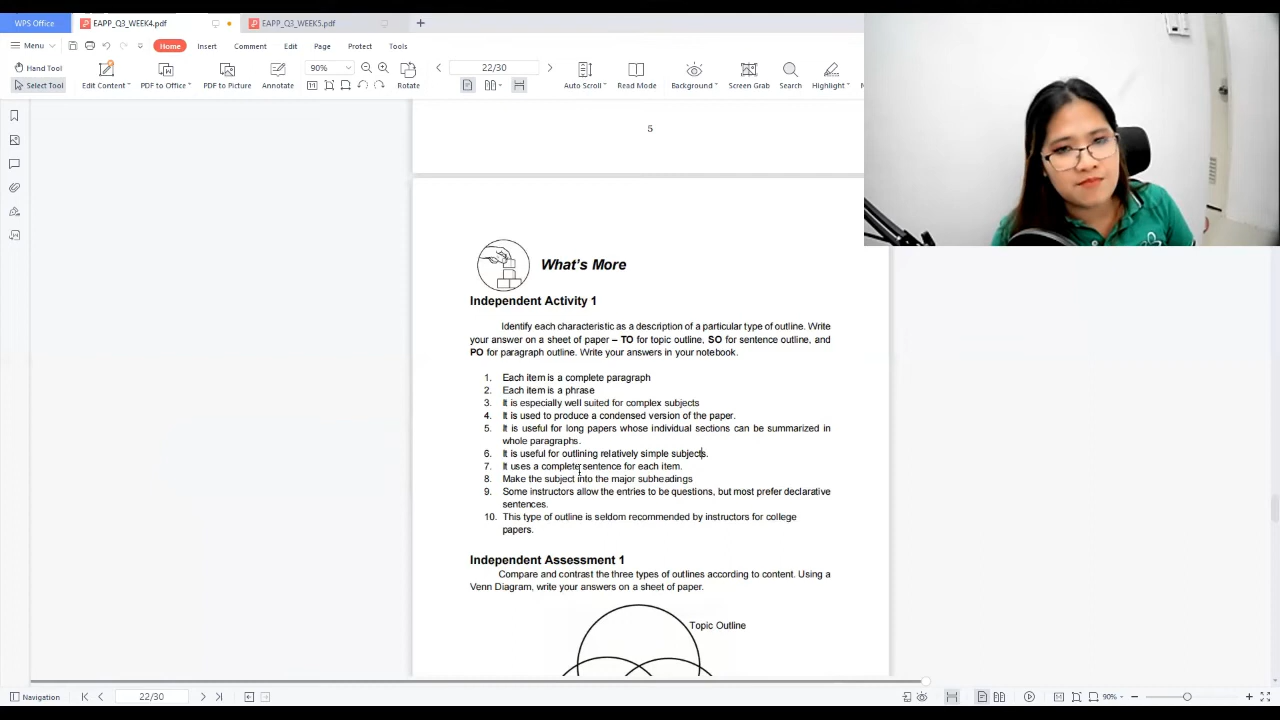 WPS Office EAPP_Q3_WEEK4.pdf EAPP_Q3_WEEK5.pdf
Menu Home Insert Comment Edit Page Protect Tools
Hand Tool 90% 22/30
Select Tool Edit Content PDF to Office PDF to Picture Annotate Rotate Auto Scroll Read Mode Background Screen Grab Search Highlight
5
What's More
Independent Activity 1
Identify each characteristic as a description of a particular type of outline. Write
your answer on a sheet of paper – TO for topic outline, SO for sentence outline, and
PO for paragraph outline. Write your answers in your notebook.
1. Each item is a complete paragraph
2. Each item is a phrase
3. It is especially well suited for complex subjects
4. It is used to produce a condensed version of the paper.
5. It is useful for long papers whose individual sections can be summarized in
whole paragraphs.
6. It is useful for outlining relatively simple subjects.
7. It uses a complete sentence for each item.
8. Make the subject into the major subheadings
9. Some instructors allow the entries to be questions, but most prefer declarative
sentences.
10. This type of outline is seldom recommended by instructors for college
papers.
Independent Assessment 1
Compare and contrast the three types of outlines according to content. Using a
Venn Diagram, write your answers on a sheet of paper.
Topic Outline
Navigation 22/30 90%